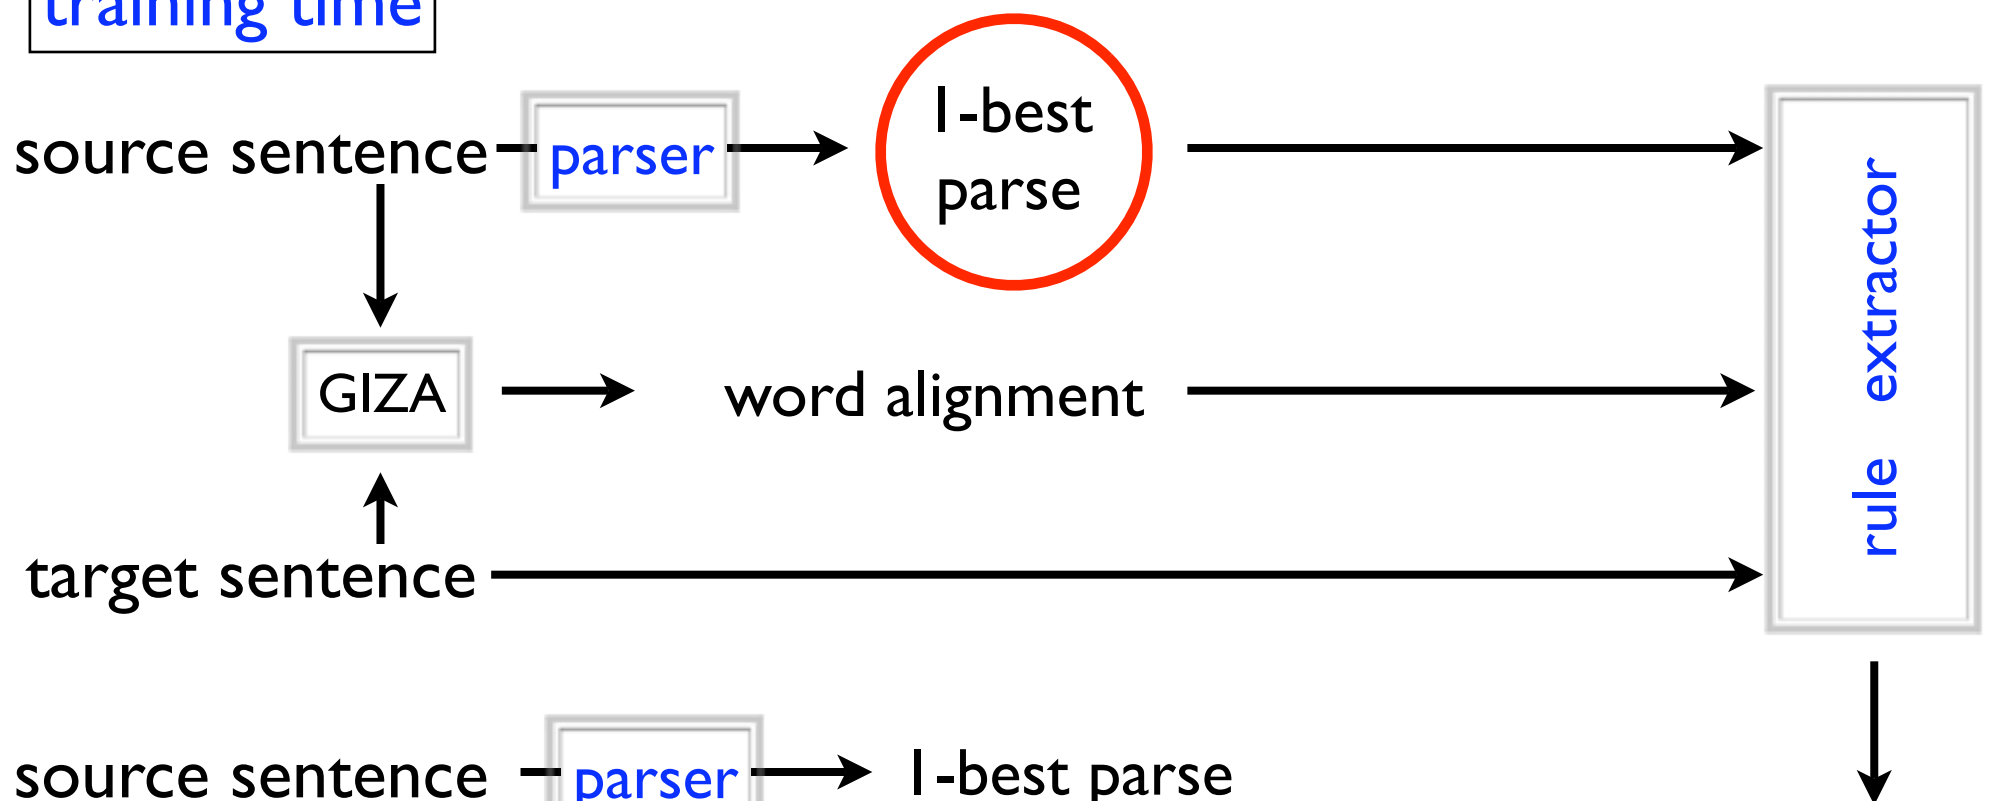 training time
source sentence
parser
1-best
parse
GIZA
word alignment
target sentence
rule extractor
source sentence
parser
1-best parse